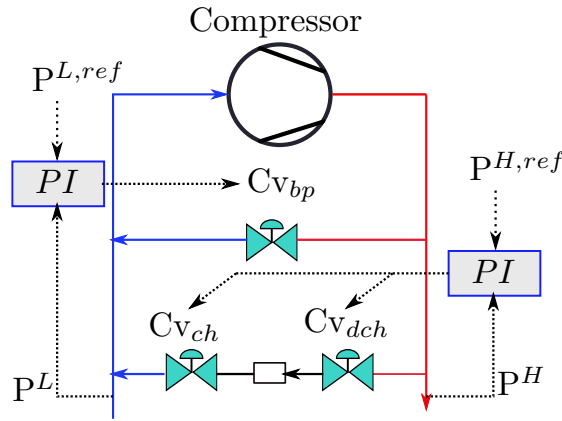 Compressor
P^{L,ref}
P^{H,ref}
PI
Cv_{bp}
PI
Cv_{ch}
Cv_{dch}
P^L
P^H